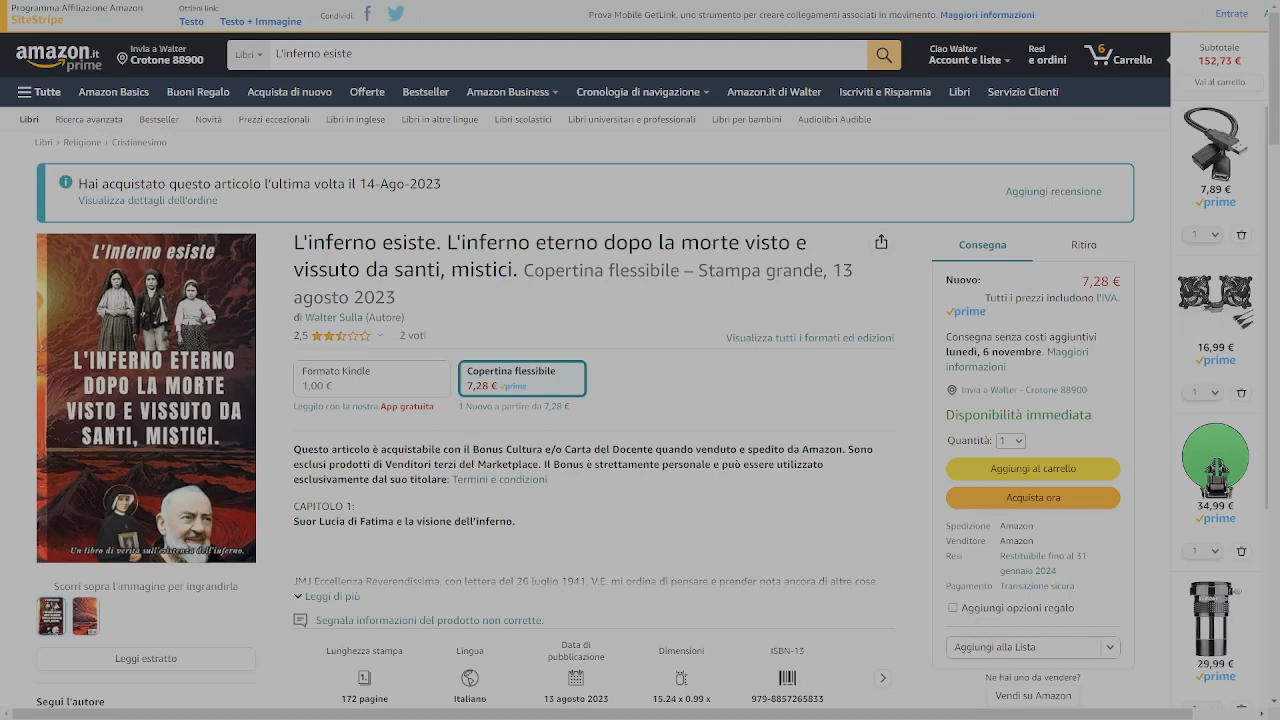 Programma Affiliazione Amazon
SiteStripe
Ottieni link:
Testo
Testo + Immagine
Condividi:
Prova Mobile GetLink, uno strumento per creare collegamenti associati in movimento. Maggiori informazioni
Entrate
amazon.it
prime
Invia a Walter
Crotone 88900
Libri
L'inferno esiste
Ciao Walter
Account e liste
Resi
e ordini
6
Carrello
Subtotale
152,73 €
Vai al carrello
Tutte
Amazon Basics
Buoni Regalo
Acquista di nuovo
Offerte
Bestseller
Amazon Business
Cronologia di navigazione
Amazon.it di Walter
Iscriviti e Risparmia
Libri
Servizio Clienti
Libri
Ricerca avanzata
Bestseller
Novità
Prezzi eccezionali
Libri in inglese
Libri in altre lingue
Libri scolastici
Libri universitari e professionali
Libri per bambini
Audiolibri Audible
Libri › Religione › Cristianesimo
Hai acquistato questo articolo l'ultima volta il 14-Ago-2023
Visualizza dettagli dell'ordine
Aggiungi recensione
L'inferno esiste
L'INFERNO ETERNO
DOPO LA MORTE
VISTO E VISSUTO DA
SANTI, MISTICI.
Un libro di verità sull'esistenza dell'inferno.
Scorri sopra l'immagine per ingrandirla
Leggi estratto
Segui l'autore
L'inferno esiste. L'inferno eterno dopo la morte visto e
vissuto da santi, mistici. Copertina flessibile – Stampa grande, 13
agosto 2023
di Walter Sulla (Autore)
2,5
2 voti
Visualizza tutti i formati ed edizioni
Formato Kindle
1,00 €
Copertina flessibile
7,28 € prime
Leggilo con la nostra App gratuita
1 Nuovo a partire da 7,28 €
Questo articolo è acquistabile con il Bonus Cultura e/o Carta del Docente quando venduto e spedito da Amazon. Sono
esclusi prodotti di Venditori terzi del Marketplace. Il Bonus è strettamente personale e può essere utilizzato
esclusivamente dal suo titolare: Termini e condizioni
CAPITOLO 1:
Suor Lucia di Fatima e la visione dell'inferno.
JMJ Eccellenza Reverendissima, con lettera del 26 luglio 1941, V.E. mi ordina di pensare e prender nota ancora di altre cose
Leggi di più
Segnala informazioni del prodotto non corrette.
Lunghezza stampa
172 pagine
Lingua
Italiano
Data di
pubblicazione
13 agosto 2023
Dimensioni
15.24 x 0.99 x
ISBN-13
979-8857265833
Consegna
Ritiro
Nuovo:
7,28 €
Tutti i prezzi includono l'IVA.
prime
Consegna senza costi aggiuntivi
lunedì, 6 novembre. Maggiori
informazioni
Invia a Walter - Crotone 88900
Disponibilità immediata
Quantità: 1
Aggiungi al carrello
Acquista ora
Spedizione Amazon
Venditore Amazon
Resi Restituibile fino al 31
gennaio 2024
Pagamento Transazione sicura
Aggiungi opzioni regalo
Aggiungi alla Lista
Ne hai uno da vendere?
Vendi su Amazon
7,89 €
prime
1
16,99 €
prime
1
34,99 €
prime
1
29,99 €
prime